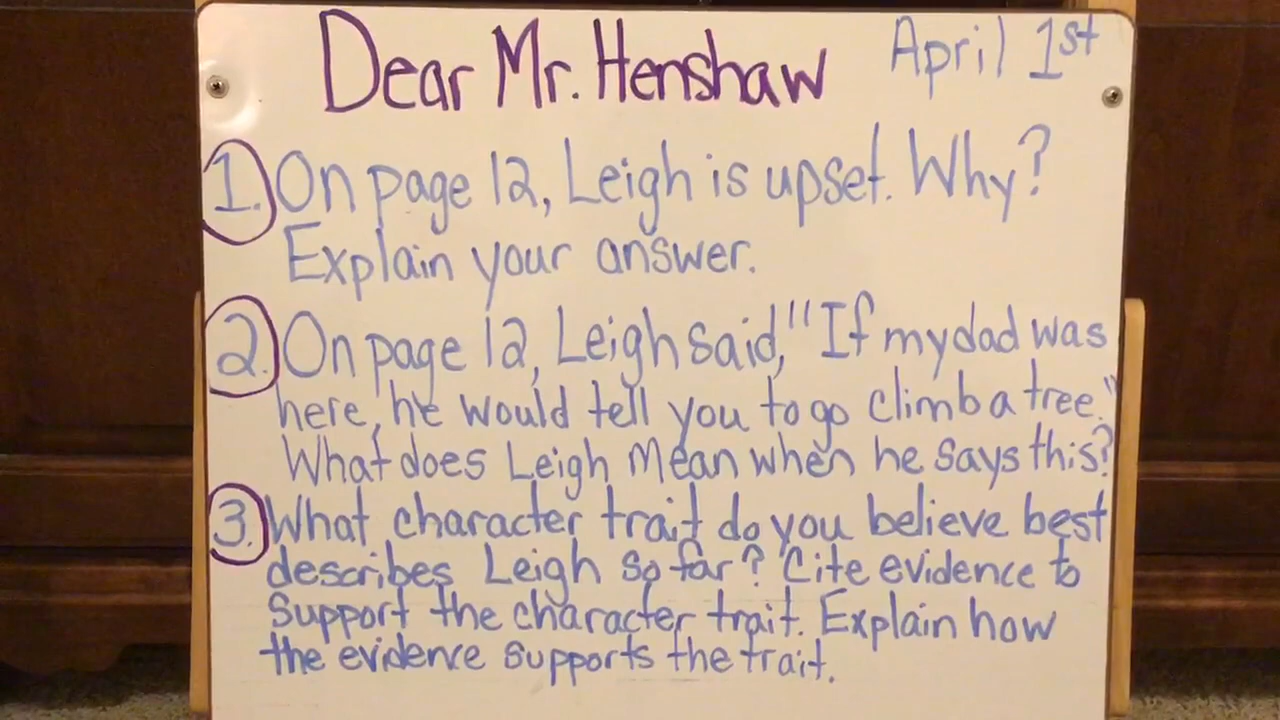 Dear Mr. Henshaw
April 1st
1. On page 12, Leigh is upset. Why?
Explain your answer.
2. On page 12, Leigh said, "If my dad was
here, he would tell you to go climb a tree."
What does Leigh Mean when he says this?
3. What character trait do you believe best
describes Leigh so far? Cite evidence to
Support the character trait. Explain how
the evidence supports the trait.